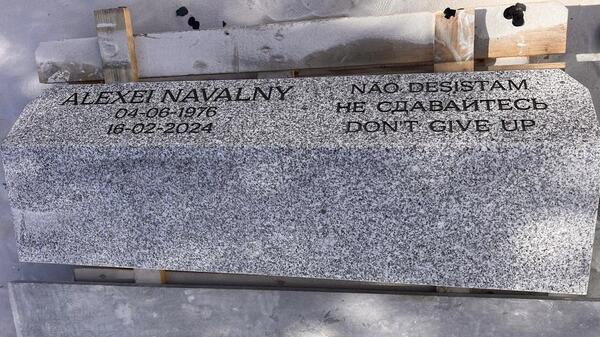 ALEXEI NAVALNY
04-06-1976
16-02-2024
NÃO DESISTAM
НЕ СДАВАЙТЕСЬ
DON'T GIVE UP